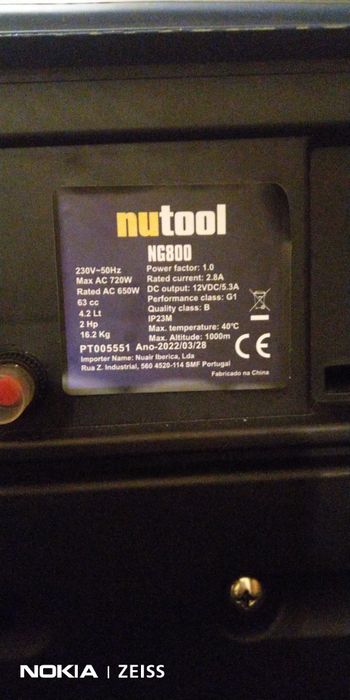 nutool
NG800
230V~50Hz
Max AC 720W
Rated AC 650W
63 cc
4.2 Lt
2 Hp
16.2 Kg
Power factor: 1.0
Rated current: 2.8A
DC output: 12VDC/5.3A
Performance class: G1
Quality class: B
IP23M
Max. temperature: 40℃
Max. Altitude: 1000m
CE
PT005551 Ano-2022/03/28
Importer Name: Nuair Iberica, Lda
Rua Z. Industrial, 560 4520-114 SMF Portugal
Fabricado na China
NOKIA | ZEISS